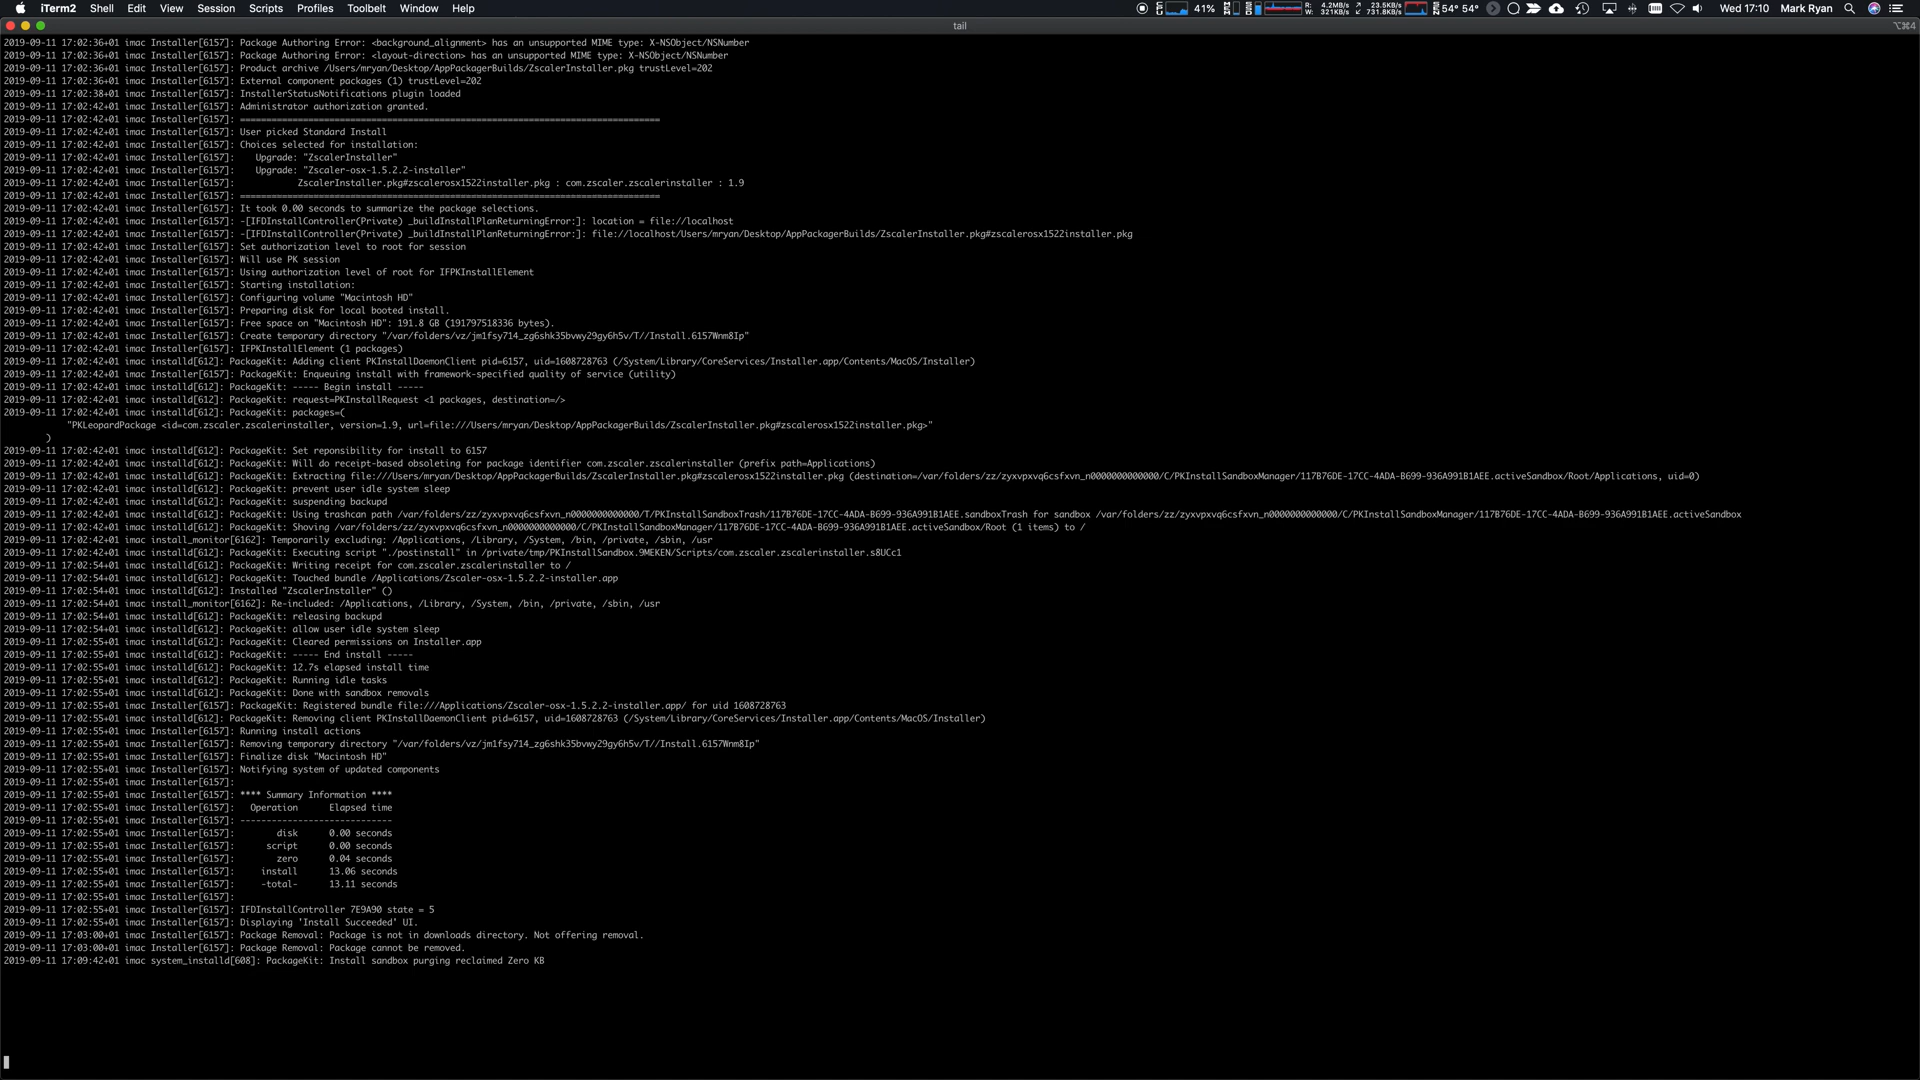 iTerm2 Shell Edit View Session Scripts Profiles Toolbelt Window Help 41% R: 4.2MB/s W: 321KB/s 23.5KB/s 731.8KB/s 54° 54° Wed 17:10 Mark Ryan
tail ⌥⌘4
2019-09-11 17:02:36+01 imac Installer[6157]: Package Authoring Error: <background_alignment> has an unsupported MIME type: X-NSObject/NSNumber
2019-09-11 17:02:36+01 imac Installer[6157]: Package Authoring Error: <layout-direction> has an unsupported MIME type: X-NSObject/NSNumber
2019-09-11 17:02:36+01 imac Installer[6157]: Product archive /Users/mryan/Desktop/AppPackagerBuilds/ZscalerInstaller.pkg trustLevel=202
2019-09-11 17:02:36+01 imac Installer[6157]: External component packages (1) trustLevel=202
2019-09-11 17:02:38+01 imac Installer[6157]: InstallerStatusNotifications plugin loaded
2019-09-11 17:02:42+01 imac Installer[6157]: Administrator authorization granted.
2019-09-11 17:02:42+01 imac Installer[6157]: ================================================================================
2019-09-11 17:02:42+01 imac Installer[6157]: User picked Standard Install
2019-09-11 17:02:42+01 imac Installer[6157]: Choices selected for installation:
2019-09-11 17:02:42+01 imac Installer[6157]: Upgrade: "ZscalerInstaller"
2019-09-11 17:02:42+01 imac Installer[6157]: Upgrade: "Zscaler-osx-1.5.2.2-installer"
2019-09-11 17:02:42+01 imac Installer[6157]: ZscalerInstaller.pkg#zscalerosx1522installer.pkg : com.zscaler.zscalerinstaller : 1.9
2019-09-11 17:02:42+01 imac Installer[6157]: ================================================================================
2019-09-11 17:02:42+01 imac Installer[6157]: It took 0.00 seconds to summarize the package selections.
2019-09-11 17:02:42+01 imac Installer[6157]: -[IFDInstallController(Private) _buildInstallPlanReturningError:]: location = file://localhost
2019-09-11 17:02:42+01 imac Installer[6157]: -[IFDInstallController(Private) _buildInstallPlanReturningError:]: file://localhost/Users/mryan/Desktop/AppPackagerBuilds/ZscalerInstaller.pkg#zscalerosx1522installer.pkg
2019-09-11 17:02:42+01 imac Installer[6157]: Set authorization level to root for session
2019-09-11 17:02:42+01 imac Installer[6157]: Will use PK session
2019-09-11 17:02:42+01 imac Installer[6157]: Using authorization level of root for IFPKInstallElement
2019-09-11 17:02:42+01 imac Installer[6157]: Starting installation:
2019-09-11 17:02:42+01 imac Installer[6157]: Configuring volume "Macintosh HD"
2019-09-11 17:02:42+01 imac Installer[6157]: Preparing disk for local booted install.
2019-09-11 17:02:42+01 imac Installer[6157]: Free space on "Macintosh HD": 191.8 GB (191797518336 bytes).
2019-09-11 17:02:42+01 imac Installer[6157]: Create temporary directory "/var/folders/vz/jm1fsy714_zg6shk35bvwy29gy6h5v/T//Install.6157Wnm8Ip"
2019-09-11 17:02:42+01 imac Installer[6157]: IFPKInstallElement (1 packages)
2019-09-11 17:02:42+01 imac installd[612]: PackageKit: Adding client PKInstallDaemonClient pid=6157, uid=1608728763 (/System/Library/CoreServices/Installer.app/Contents/MacOS/Installer)
2019-09-11 17:02:42+01 imac Installer[6157]: PackageKit: Enqueuing install with framework-specified quality of service (utility)
2019-09-11 17:02:42+01 imac installd[612]: PackageKit: ----- Begin install -----
2019-09-11 17:02:42+01 imac installd[612]: PackageKit: request=PKInstallRequest <1 packages, destination=/>
2019-09-11 17:02:42+01 imac installd[612]: PackageKit: packages=(
"PKLeopardPackage <id=com.zscaler.zscalerinstaller, version=1.9, url=file:///Users/mryan/Desktop/AppPackagerBuilds/ZscalerInstaller.pkg#zscalerosx1522installer.pkg>"
)
2019-09-11 17:02:42+01 imac installd[612]: PackageKit: Set reponsibility for install to 6157
2019-09-11 17:02:42+01 imac installd[612]: PackageKit: Will do receipt-based obsoleting for package identifier com.zscaler.zscalerinstaller (prefix path=Applications)
2019-09-11 17:02:42+01 imac installd[612]: PackageKit: Extracting file:///Users/mryan/Desktop/AppPackagerBuilds/ZscalerInstaller.pkg#zscalerosx1522installer.pkg (destination=/var/folders/zz/zyxvpxvq6csfxvn_n0000000000000/C/PKInstallSandboxManager/117B76DE-17CC-4ADA-B699-936A991B1AEE.activeSandbox/Root/Applications, uid=0)
2019-09-11 17:02:42+01 imac installd[612]: PackageKit: prevent user idle system sleep
2019-09-11 17:02:42+01 imac installd[612]: PackageKit: suspending backupd
2019-09-11 17:02:42+01 imac installd[612]: PackageKit: Using trashcan path /var/folders/zz/zyxvpxvq6csfxvn_n0000000000000/T/PKInstallSandboxTrash/117B76DE-17CC-4ADA-B699-936A991B1AEE.sandboxTrash for sandbox /var/folders/zz/zyxvpxvq6csfxvn_n0000000000000/C/PKInstallSandboxManager/117B76DE-17CC-4ADA-B699-936A991B1AEE.activeSandbox
2019-09-11 17:02:42+01 imac installd[612]: PackageKit: Shoving /var/folders/zz/zyxvpxvq6csfxvn_n0000000000000/C/PKInstallSandboxManager/117B76DE-17CC-4ADA-B699-936A991B1AEE.activeSandbox/Root (1 items) to /
2019-09-11 17:02:42+01 imac install_monitor[6162]: Temporarily excluding: /Applications, /Library, /System, /bin, /private, /sbin, /usr
2019-09-11 17:02:42+01 imac installd[612]: PackageKit: Executing script "./postinstall" in /private/tmp/PKInstallSandbox.9MEKEN/Scripts/com.zscaler.zscalerinstaller.s8UCc1
2019-09-11 17:02:54+01 imac installd[612]: PackageKit: Writing receipt for com.zscaler.zscalerinstaller to /
2019-09-11 17:02:54+01 imac installd[612]: PackageKit: Touched bundle /Applications/Zscaler-osx-1.5.2.2-installer.app
2019-09-11 17:02:54+01 imac installd[612]: Installed "ZscalerInstaller" ()
2019-09-11 17:02:54+01 imac install_monitor[6162]: Re-included: /Applications, /Library, /System, /bin, /private, /sbin, /usr
2019-09-11 17:02:54+01 imac installd[612]: PackageKit: releasing backupd
2019-09-11 17:02:54+01 imac installd[612]: PackageKit: allow user idle system sleep
2019-09-11 17:02:55+01 imac installd[612]: PackageKit: Cleared permissions on Installer.app
2019-09-11 17:02:55+01 imac installd[612]: PackageKit: ----- End install -----
2019-09-11 17:02:55+01 imac installd[612]: PackageKit: 12.7s elapsed install time
2019-09-11 17:02:55+01 imac installd[612]: PackageKit: Running idle tasks
2019-09-11 17:02:55+01 imac installd[612]: PackageKit: Done with sandbox removals
2019-09-11 17:02:55+01 imac installd[612]: PackageKit: Registered bundle file:///Applications/Zscaler-osx-1.5.2.2-installer.app/ for uid 1608728763
2019-09-11 17:02:55+01 imac installd[612]: PackageKit: Removing client PKInstallDaemonClient pid=6157, uid=1608728763 (/System/Library/CoreServices/Installer.app/Contents/MacOS/Installer)
2019-09-11 17:02:55+01 imac Installer[6157]: Running install actions
2019-09-11 17:02:55+01 imac Installer[6157]: Removing temporary directory "/var/folders/vz/jm1fsy714_zg6shk35bvwy29gy6h5v/T//Install.6157Wnm8Ip"
2019-09-11 17:02:55+01 imac Installer[6157]: Finalize disk "Macintosh HD"
2019-09-11 17:02:55+01 imac Installer[6157]: Notifying system of updated components
2019-09-11 17:02:55+01 imac Installer[6157]:
2019-09-11 17:02:55+01 imac Installer[6157]: **** Summary Information ****
2019-09-11 17:02:55+01 imac Installer[6157]: Operation Elapsed time
2019-09-11 17:02:55+01 imac Installer[6157]: -----------------------------
2019-09-11 17:02:55+01 imac Installer[6157]: disk 0.00 seconds
2019-09-11 17:02:55+01 imac Installer[6157]: script 0.00 seconds
2019-09-11 17:02:55+01 imac Installer[6157]: zero 0.04 seconds
2019-09-11 17:02:55+01 imac Installer[6157]: install 13.06 seconds
2019-09-11 17:02:55+01 imac Installer[6157]: -total- 13.11 seconds
2019-09-11 17:02:55+01 imac Installer[6157]:
2019-09-11 17:02:55+01 imac Installer[6157]: IFDInstallController 7E9A90 state = 5
2019-09-11 17:02:55+01 imac Installer[6157]: Displaying 'Install Succeeded' UI.
2019-09-11 17:03:00+01 imac Installer[6157]: Package Removal: Package is not in downloads directory. Not offering removal.
2019-09-11 17:03:00+01 imac Installer[6157]: Package Removal: Package cannot be removed.
2019-09-11 17:09:42+01 imac system_installd[608]: PackageKit: Install sandbox purging reclaimed Zero KB